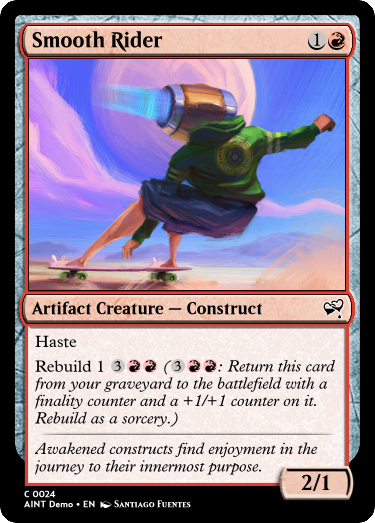 Smooth Rider 1
Artifact Creature — Construct
Haste
Rebuild 1 3 (3: Return this card
from your graveyard to the battlefield with a
finality counter and a +1/+1 counter on it.
Rebuild as a sorcery.)
Awakened constructs find enjoyment in the
journey to their innermost purpose.
2/1
C 0024
AINT Demo • EN Santiago Fuentes